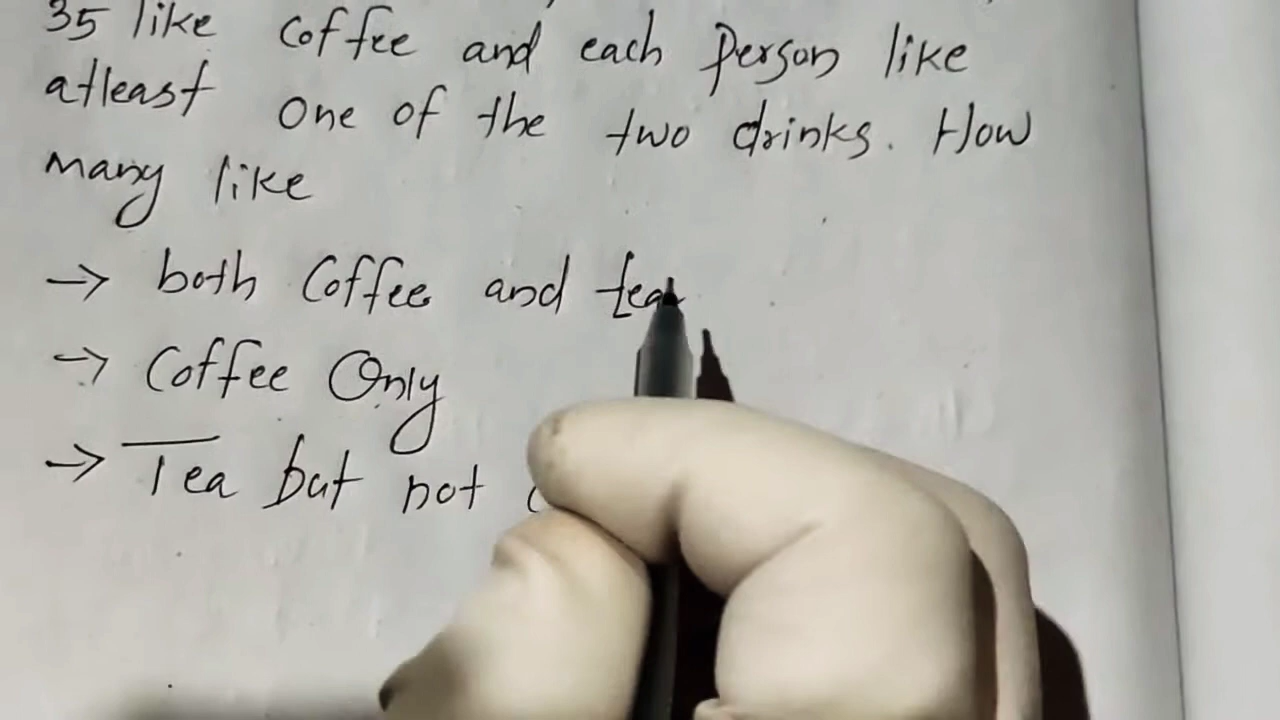 35 like coffee and each person like
atleast one of the two drinks. How
many like
→ both Coffee and tea
→ Coffee Only
→ Tea but not